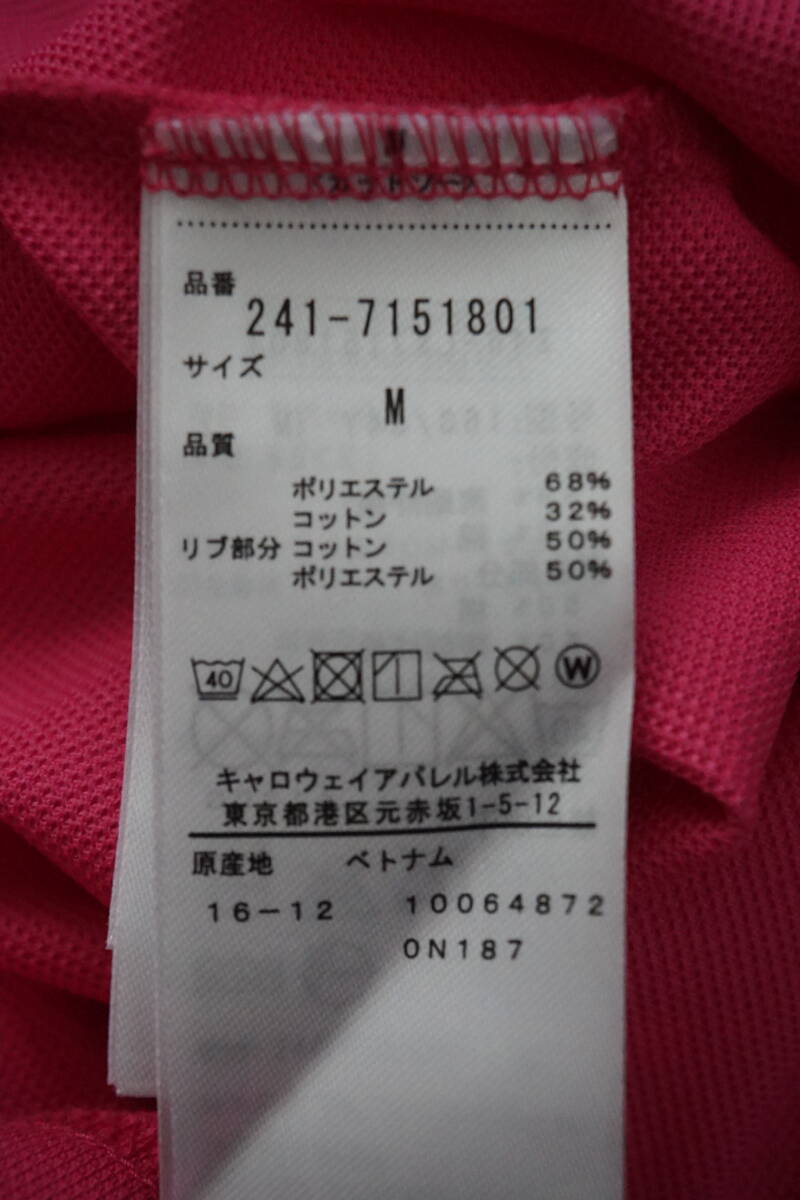 品番
241-7151801
サイズ
M
品質
ポリエステル 68%
コットン 32%
リブ部分 コットン 50%
ポリエステル 50%
40
W
キャロウェイアパレル株式会社
東京都港区元赤坂1-5-12
原産地 ベトナム
16-12 10064872
0N187